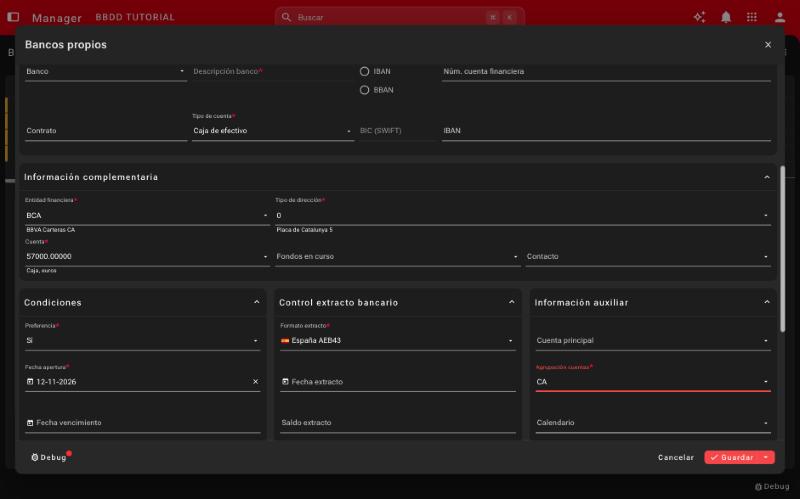 Manager
BBDD TUTORIAL
Buscar
⌘ K
Bancos propios
Banco
Descripción banco*
IBAN
BBAN
Núm. cuenta financiera
Contrato
Tipo de cuenta*
Caja de efectivo
BIC (SWIFT)
IBAN
Información complementaria
Entidad financiera*
BCA
BBVA Carteras CA
Tipo de dirección*
0
Placa de Catalunya 5
Cuenta*
57000.00000
Caja, euros
Fondos en curso
Contacto
Condiciones
Preferencia*
Sí
Fecha apertura*
12-11-2026
Fecha vencimiento
Control extracto bancario
Formato extracto*
España AEB43
Fecha extracto
Saldo extracto
Información auxiliar
Cuenta principal
Agrupación cuentas*
CA
Calendario
Debug
Cancelar
Guardar
Debug